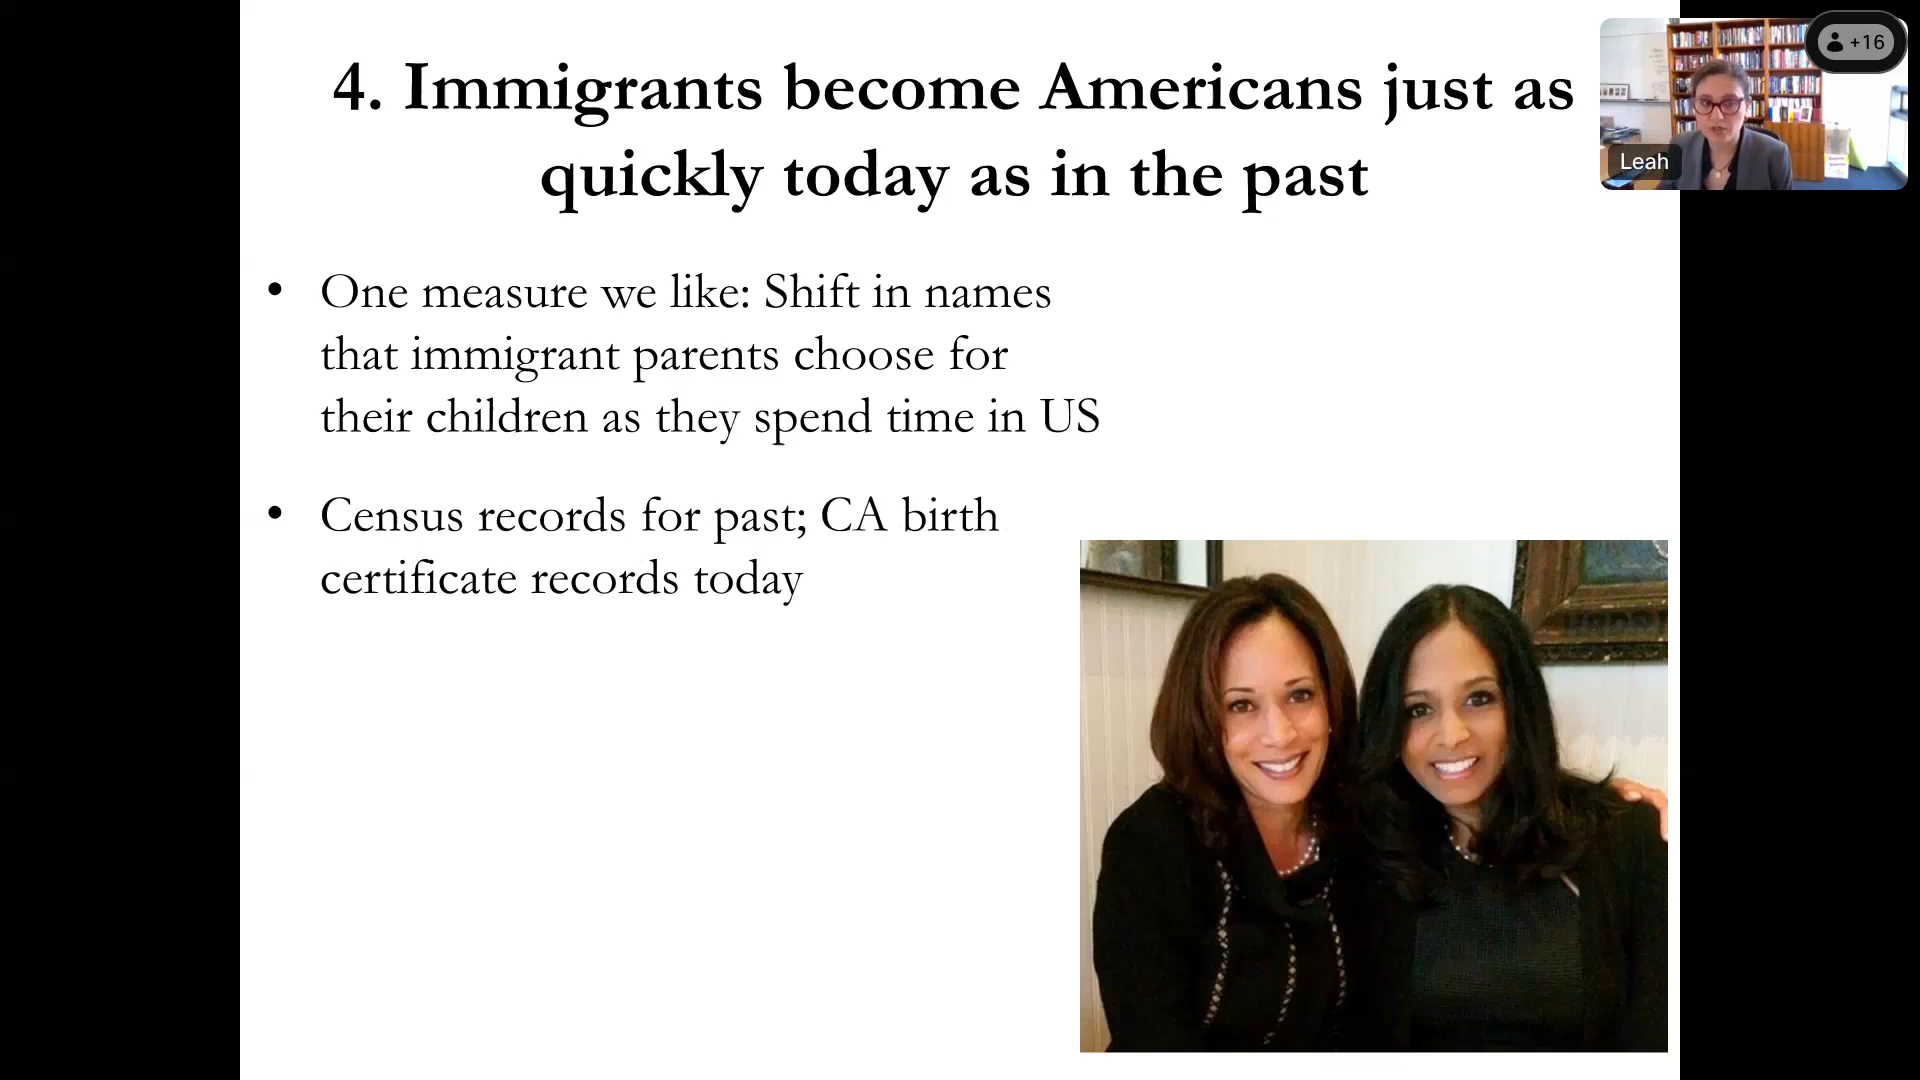 4. Immigrants become Americans just as
quickly today as in the past
+16
Leah
• One measure we like: Shift in names
that immigrant parents choose for
their children as they spend time in US
• Census records for past; CA birth
certificate records today